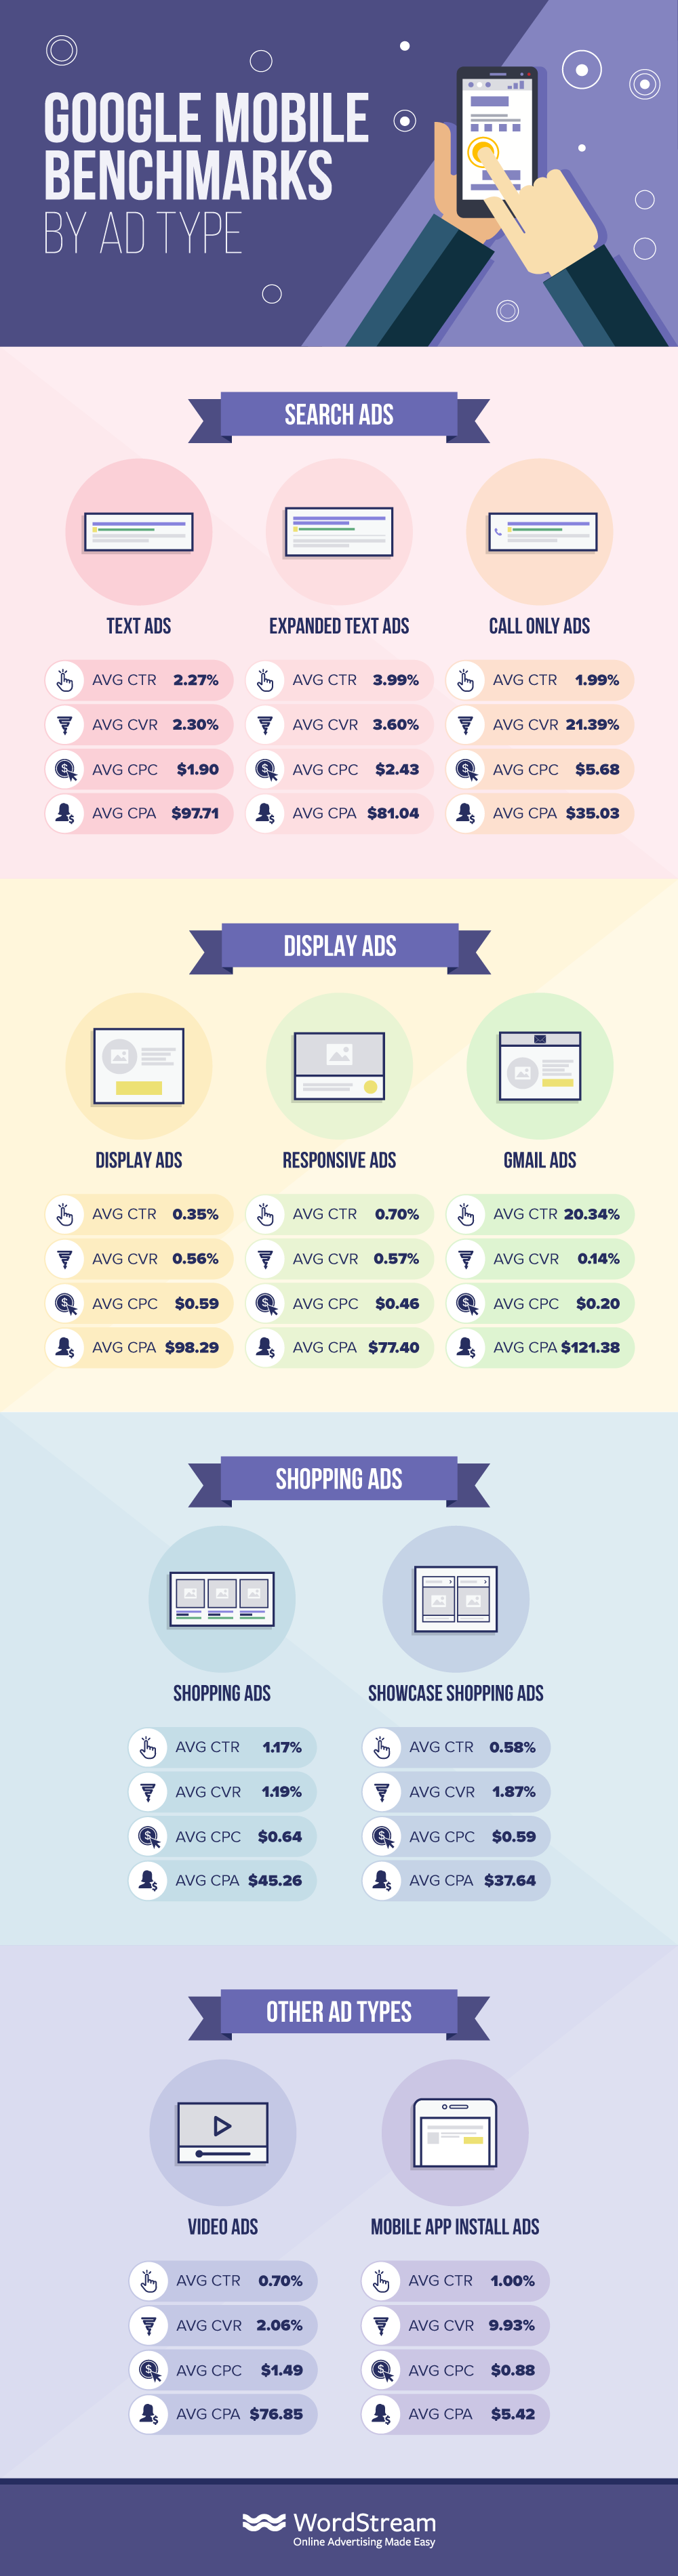 GOOGLE MOBILE
BENCHMARKS
BY AD TYPE
SEARCH ADS
TEXT ADS
AVG CTR 2.27%
AVG CVR 2.30%
AVG CPC $1.90
AVG CPA $97.71
EXPANDED TEXT ADS
AVG CTR 3.99%
AVG CVR 3.60%
AVG CPC $2.43
AVG CPA $81.04
CALL ONLY ADS
AVG CTR 1.99%
AVG CVR 21.39%
AVG CPC $5.68
AVG CPA $35.03
DISPLAY ADS
DISPLAY ADS
AVG CTR 0.35%
AVG CVR 0.56%
AVG CPC $0.59
AVG CPA $98.29
RESPONSIVE ADS
AVG CTR 0.70%
AVG CVR 0.57%
AVG CPC $0.46
AVG CPA $77.40
GMAIL ADS
AVG CTR 20.34%
AVG CVR 0.14%
AVG CPC $0.20
AVG CPA $121.38
SHOPPING ADS
SHOPPING ADS
AVG CTR 1.17%
AVG CVR 1.19%
AVG CPC $0.64
AVG CPA $45.26
SHOWCASE SHOPPING ADS
AVG CTR 0.58%
AVG CVR 1.87%
AVG CPC $0.59
AVG CPA $37.64
OTHER AD TYPES
VIDEO ADS
AVG CTR 0.70%
AVG CVR 2.06%
AVG CPC $1.49
AVG CPA $76.85
MOBILE APP INSTALL ADS
AVG CTR 1.00%
AVG CVR 9.93%
AVG CPC $0.88
AVG CPA $5.42
WordStream
Online Advertising Made Easy